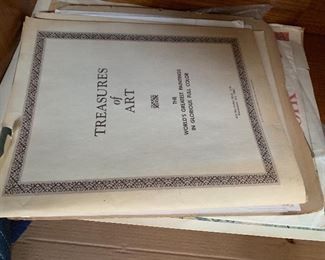 TREASURES
of
ART
THE
WORLD'S GREATEST PAINTINGS
IN GLORIOUS FULL COLOR